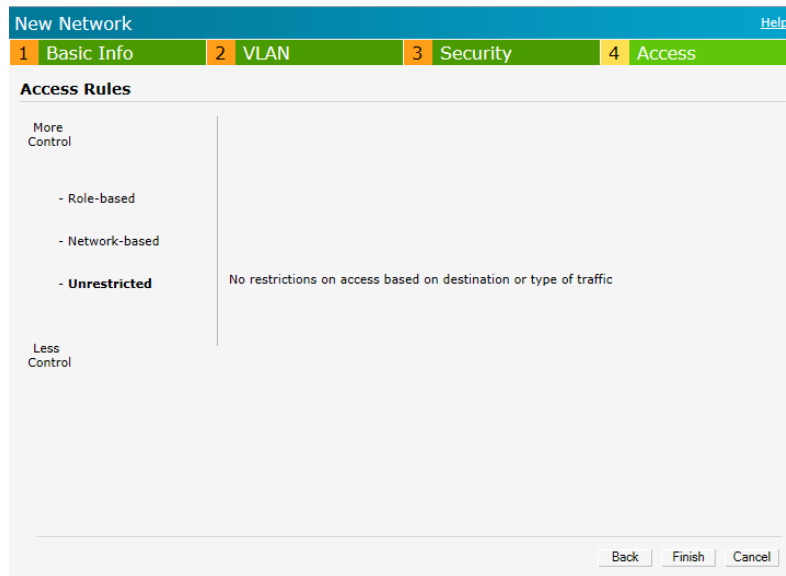 New Network Help
1 Basic Info 2 VLAN 3 Security 4 Access
Access Rules
More
Control
- Role-based
- Network-based
- Unrestricted No restrictions on access based on destination or type of traffic
Less
Control
Back Finish Cancel